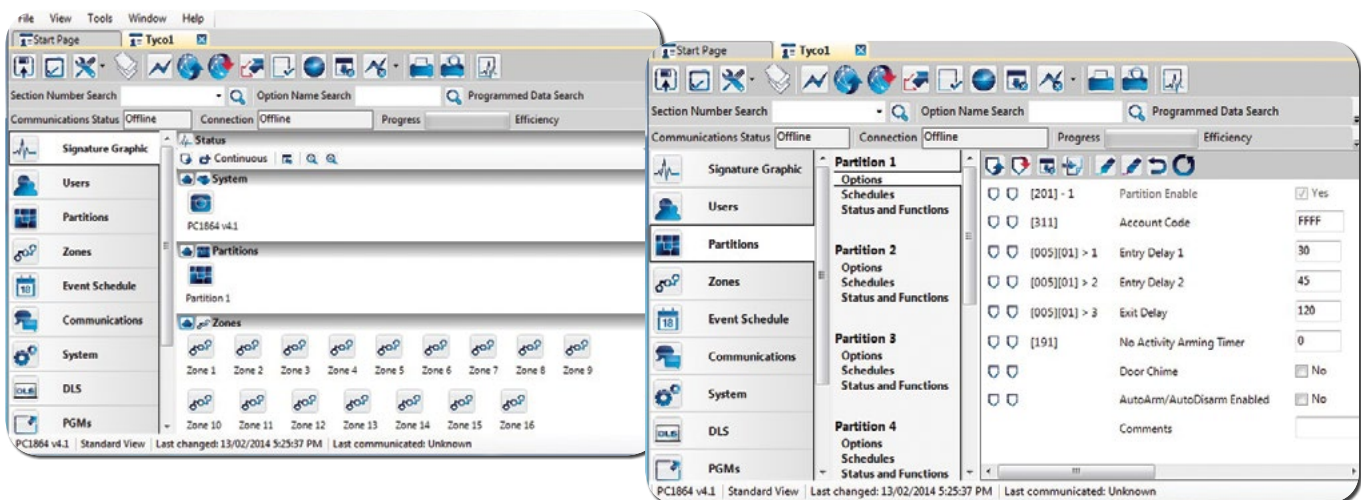 File View Tools Window Help
Start Page Tyco1
Section Number Search Option Name Search Programmed Data Search
Communications Status Offline Connection Offline Progress Efficiency
Signature Graphic
Users
Partitions
Zones
18 Event Schedule
Communications
System
DLS DLS
PGMs
Status
Continuous
System
PC1864 v4.1
Partitions
Partition 1
Zones
Zone 1 Zone 2 Zone 3 Zone 4 Zone 5 Zone 6 Zone 7 Zone 8 Zone 9
Zone 10 Zone 11 Zone 12 Zone 13 Zone 14 Zone 15 Zone 16
PC1864 v4.1 Standard View Last changed: 13/02/2014 5:25:37 PM Last communicated: Unknown
Start Page Tyco1
Section Number Search Option Name Search Programmed Data Search
Communications Status Offline Connection Offline Progress Efficiency
Signature Graphic
Users
Partitions
Zones
18 Event Schedule
Communications
System
DLS DLS
PGMs
Partition 1
Options
Schedules
Status and Functions
Partition 2
Options
Schedules
Status and Functions
Partition 3
Options
Schedules
Status and Functions
Partition 4
Options
Schedules
Status and Functions
[201] - 1 Partition Enable Yes
[311] Account Code FFFF
[005][01] > 1 Entry Delay 1 30
[005][01] > 2 Entry Delay 2 45
[005][01] > 3 Exit Delay 120
[191] No Activity Arming Timer 0
Door Chime No
AutoArm/AutoDisarm Enabled No
Comments
PC1864 v4.1 Standard View Last changed: 13/02/2014 5:25:37 PM Last communicated: Unknown